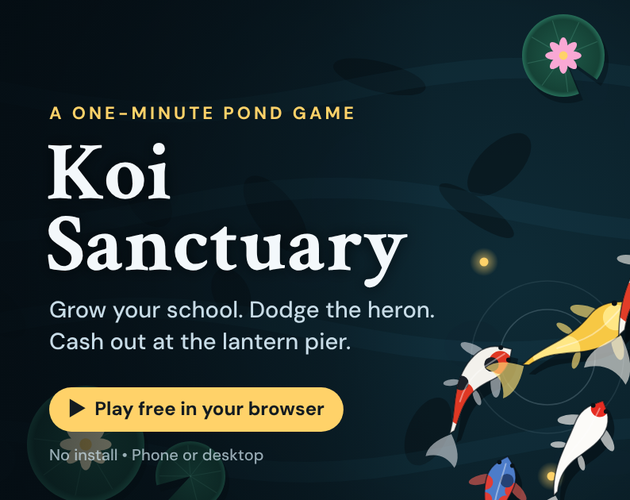 A ONE-MINUTE POND GAME
Koi
Sanctuary
Grow your school. Dodge the heron.
Cash out at the lantern pier.
▶ Play free in your browser
No install • Phone or desktop